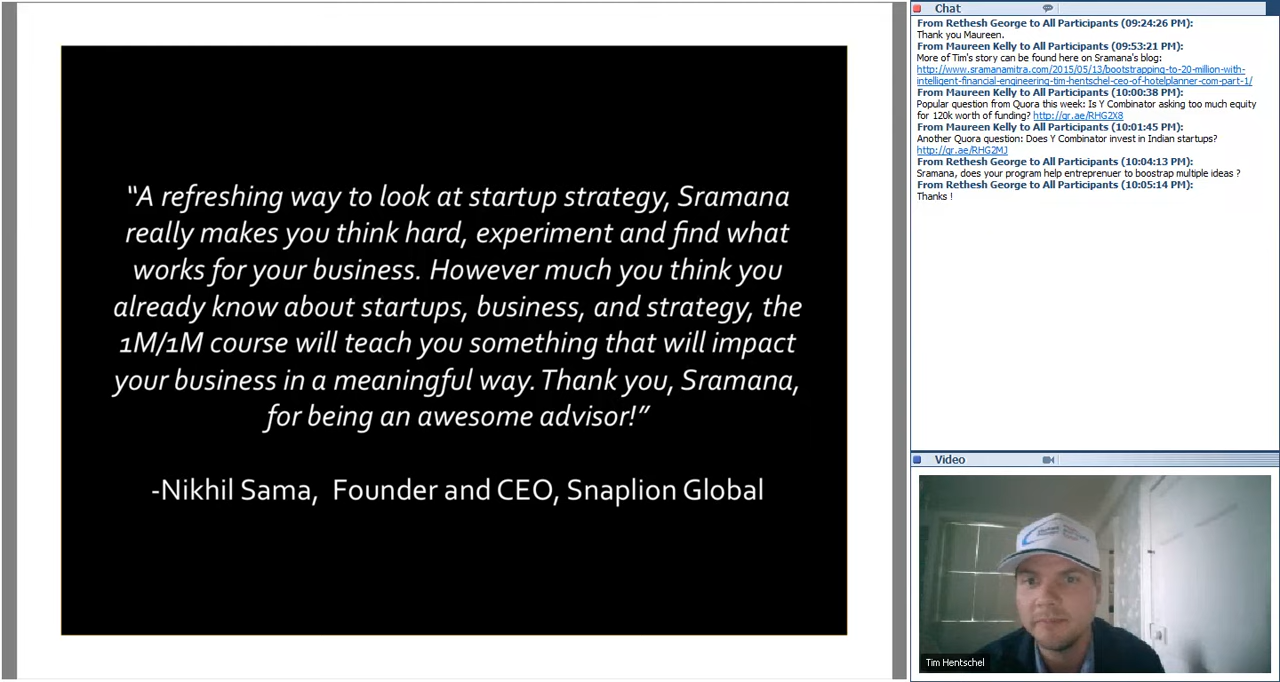 “A refreshing way to look at startup strategy, Sramana
really makes you think hard, experiment and find what
works for your business. However much you think you
already know about startups, business, and strategy, the
1M/1M course will teach you something that will impact
your business in a meaningful way. Thank you, Sramana,
for being an awesome advisor!”
-Nikhil Sama, Founder and CEO, Snaplion Global
Chat
From Rethesh George to All Participants (09:24:26 PM):
Thank you Maureen.
From Maureen Kelly to All Participants (09:53:21 PM):
More of Tim's story can be found here on Sramana's blog:
http://www.sramanamitra.com/2015/05/13/bootstrapping-to-20-million-with-
intelligent-financial-engineering-tim-hentschel-ceo-of-hotelplanner-com-part-1/
From Maureen Kelly to All Participants (10:00:38 PM):
Popular question from Quora this week: Is Y Combinator asking too much equity
for 120k worth of funding? http://qr.ae/RHG2X8
From Maureen Kelly to All Participants (10:01:45 PM):
Another Quora question: Does Y Combinator invest in Indian startups?
http://qr.ae/RHG2MJ
From Rethesh George to All Participants (10:04:13 PM):
Sramana, does your program help entreprenuer to boostrap multiple ideas ?
From Rethesh George to All Participants (10:05:14 PM):
Thanks !
Video
Tim Hentschel